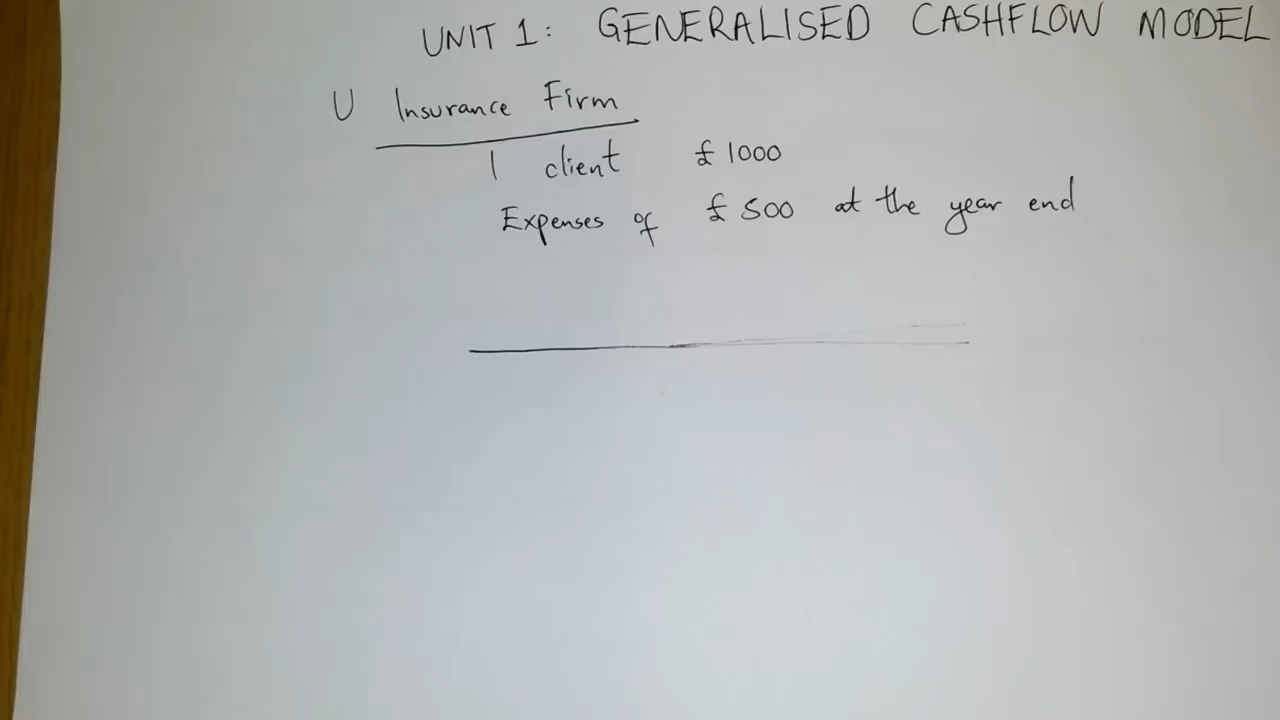 UNIT 1: GENERALISED CASHFLOW MODEL
U Insurance Firm
1 client £1000
Expenses of £500 at the year end